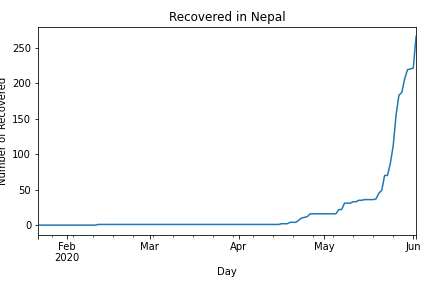 Recovered in Nepal
Number of Recovered
250
200
150
100
50
0
Feb
2020
Mar
Apr
May
Jun
Day